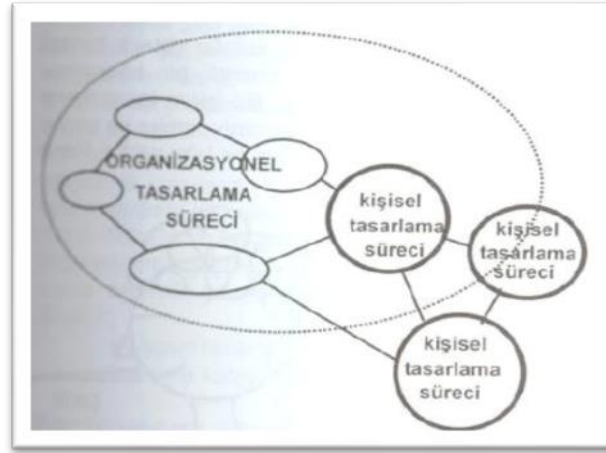 ORGANİZASYONEL
TASARLAMA
SÜRECİ
kişisel
tasarlama
süreci
kişisel
tasarlama
süreci
kişisel
tasarlama
süreci